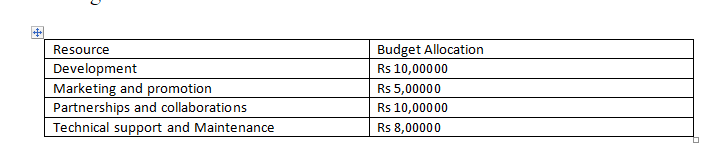 Resource Budget Allocation
Development Rs 10,00000
Marketing and promotion Rs 5,00000
Partnerships and collaborations Rs 10,00000
Technical support and Maintenance Rs 8,00000